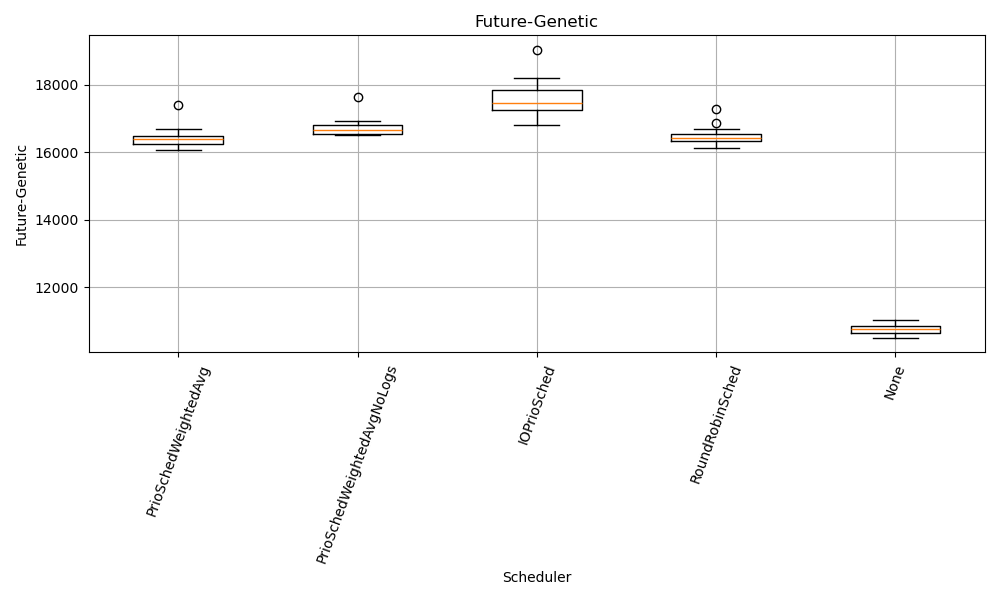 Future-Genetic
Future-Genetic
18000
16000
14000
12000
PrioSchedWeightedAvg
PrioSchedWeightedAvgNoLogs
IOPrioSched
RoundRobinSched
None
Scheduler